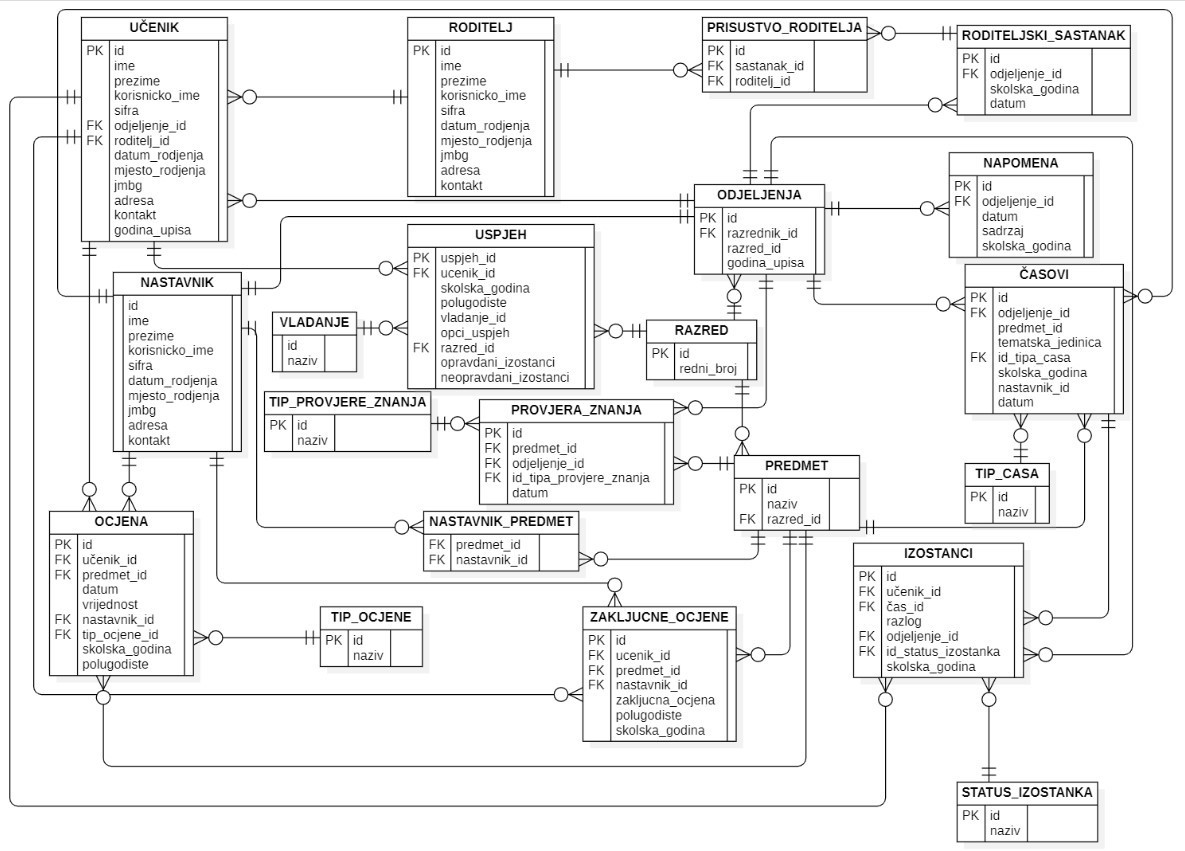 UČENIK
PK id
ime
prezime
korisnicko_ime
sifra
FK odjeljenje_id
FK roditelj_id
datum_rodjenja
mjesto_rodjenja
jmbg
adresa
kontakt
godina_upisa
RODITELJ
PK id
ime
prezime
korisnicko_ime
sifra
datum_rodjenja
mjesto_rodjenja
jmbg
adresa
kontakt
PRISUSTVO_RODITELJA
PK id
FK sastanak_id
FK roditelj_id
RODITELJSKI_SASTANAK
PK id
FK odjeljenje_id
skolska_godina
datum
NAPOMENA
PK id
FK odjeljenje_id
datum
sadrzaj
skolska_godina
ODJELJENJA
PK id
FK razrednik_id
razred_id
godina_upisa
USPJEH
PK uspjeh_id
FK ucenik_id
skolska_godina
polugodiste
vladanje_id
opci_uspjeh
FK razred_id
opravdani_izostanci
neopravdani_izostanci
NASTAVNIK
id
ime
prezime
korisnicko_ime
sifra
datum_rodjenja
mjesto_rodjenja
jmbg
adresa
kontakt
VLADANJE
id
naziv
RAZRED
PK id
redni_broj
ČASOVI
PK id
FK odjeljenje_id
predmet_id
tematska_jedinica
FK id_tipa_casa
skolska_godina
nastavnik_id
datum
TIP_PROVJERE_ZNANJA
PK id
naziv
PROVJERA_ZNANJA
PK id
FK predmet_id
FK odjeljenje_id
FK id_tipa_provjere_znanja
datum
PREDMET
PK id
naziv
FK razred_id
TIP_CASA
PK id
naziv
OCJENA
PK id
FK učenik_id
FK predmet_id
datum
vrijednost
FK nastavnik_id
FK tip_ocjene_id
skolska_godina
polugodiste
NASTAVNIK_PREDMET
FK predmet_id
FK nastavnik_id
IZOSTANCI
PK id
FK učenik_id
FK čas_id
razlog
FK odjeljenje_id
FK id_status_izostanka
skolska_godina
TIP_OCJENE
PK id
naziv
ZAKLJUCNE_OCJENE
PK id
FK ucenik_id
FK predmet_id
FK nastavnik_id
zakljucna_ocjena
polugodiste
skolska_godina
STATUS_IZOSTANKA
PK id
naziv